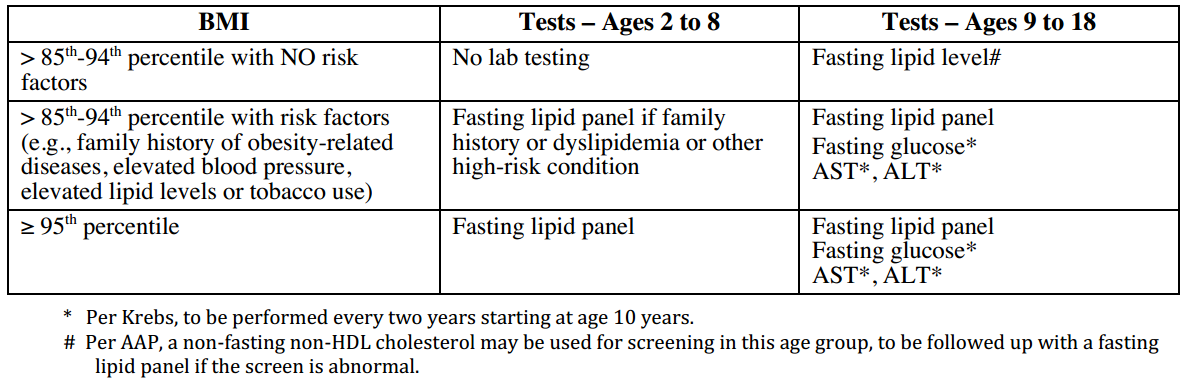 BMI
Tests – Ages 2 to 8
Tests – Ages 9 to 18
> 85th-94th percentile with NO risk
factors
No lab testing
Fasting lipid level#
> 85th-94th percentile with risk factors
(e.g., family history of obesity-related
diseases, elevated blood pressure,
elevated lipid levels or tobacco use)
Fasting lipid panel if family
history or dyslipidemia or other
high-risk condition
Fasting lipid panel
Fasting glucose*
AST*, ALT*
≥ 95th percentile
Fasting lipid panel
Fasting lipid panel
Fasting glucose*
AST*, ALT*
* Per Krebs, to be performed every two years starting at age 10 years.
# Per AAP, a non-fasting non-HDL cholesterol may be used for screening in this age group, to be followed up with a fasting
lipid panel if the screen is abnormal.